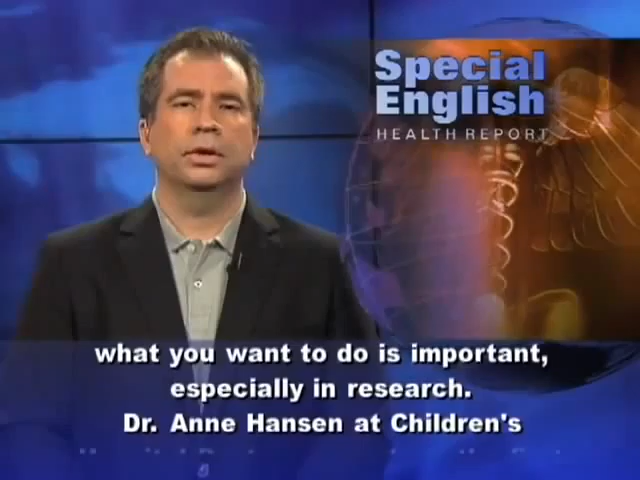 Special
English
HEALTH REPORT
what you want to do is important,
especially in research.
Dr. Anne Hansen at Children's